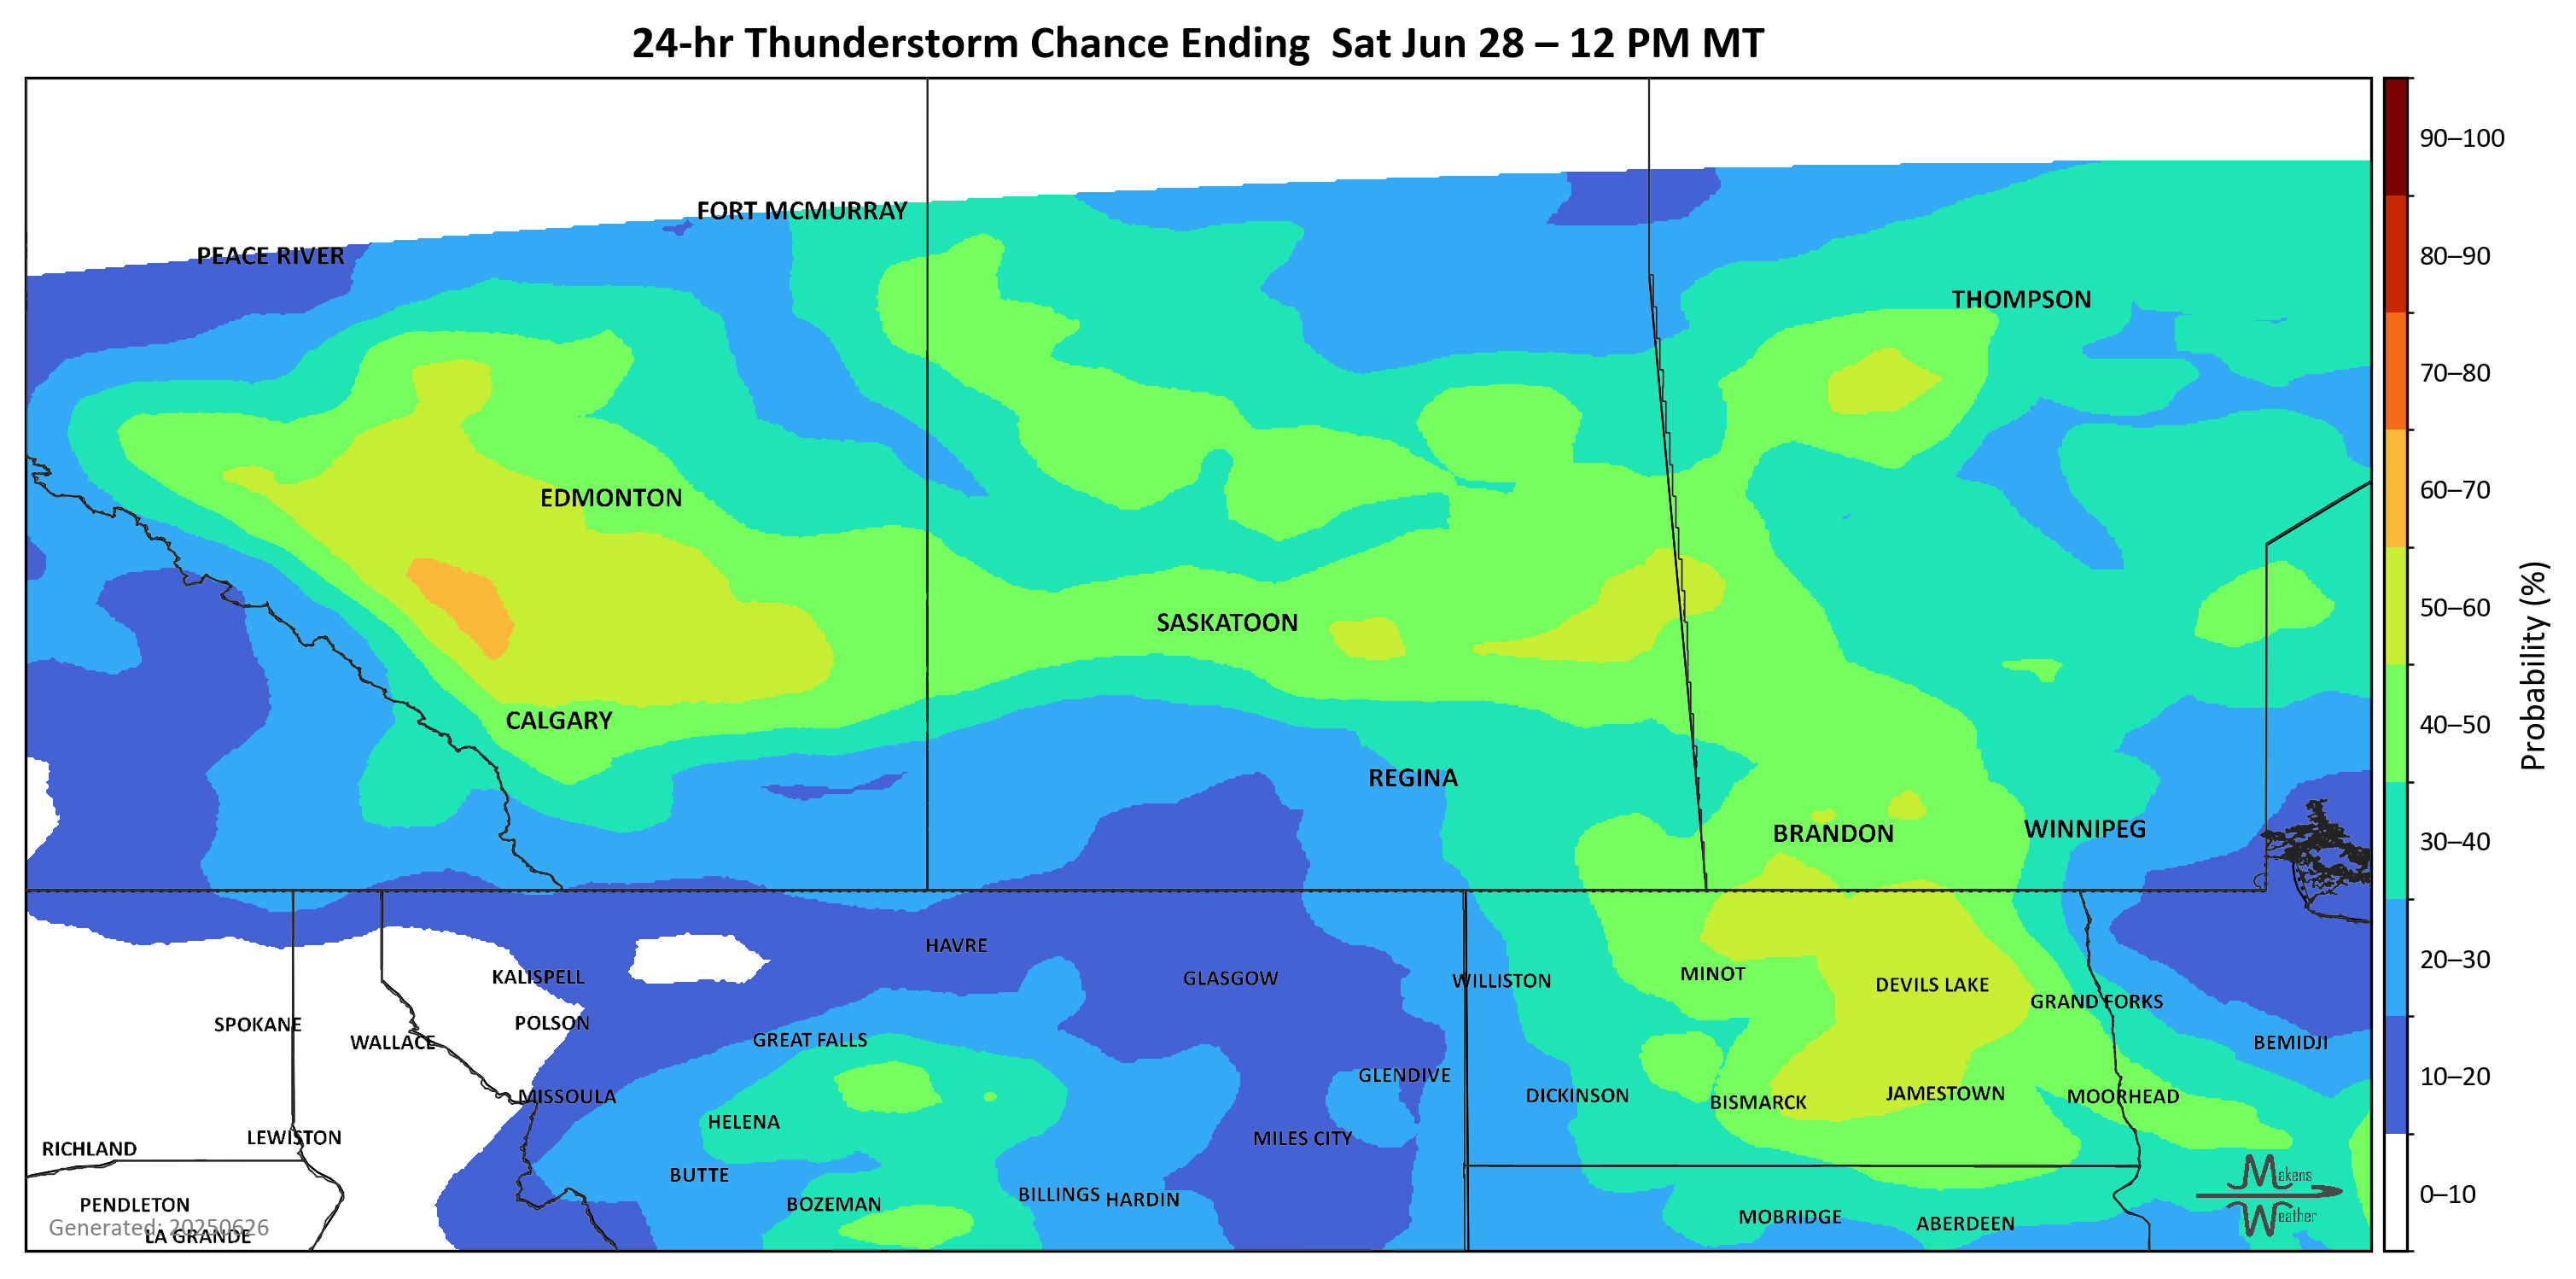 24-hr Thunderstorm Chance Ending  Sat Jun 28 – 12 PM MT
90–100
FORT MCMURRAY
PEACE RIVER
80–90
THOMPSON
70–80
60–70
EDMONTON
50–60
SASKATOON
Probability (%)
CALGARY
40–50
REGINA
BRANDON
WINNIPEG
30–40
HAVRE
20–30
KALISPELL
GLASGOW
WILLISTON
MINOT
DEVILS LAKE
GRAND FORKS
SPOKANE
POLSON
WALLACE
GREAT FALLS
BEMIDJI
GLENDIVE
10–20
MISSOULA
DICKINSON
BISMARCK
JAMESTOWN
MOORHEAD
HELENA
LEWISTON
MILES CITY
RICHLAND
BUTTE
Makens
BILLINGS
HARDIN
0–10
PENDLETON
BOZEMAN
MOBRIDGE
ABERDEEN
Weather
Generated: 20250626
LA GRANDE